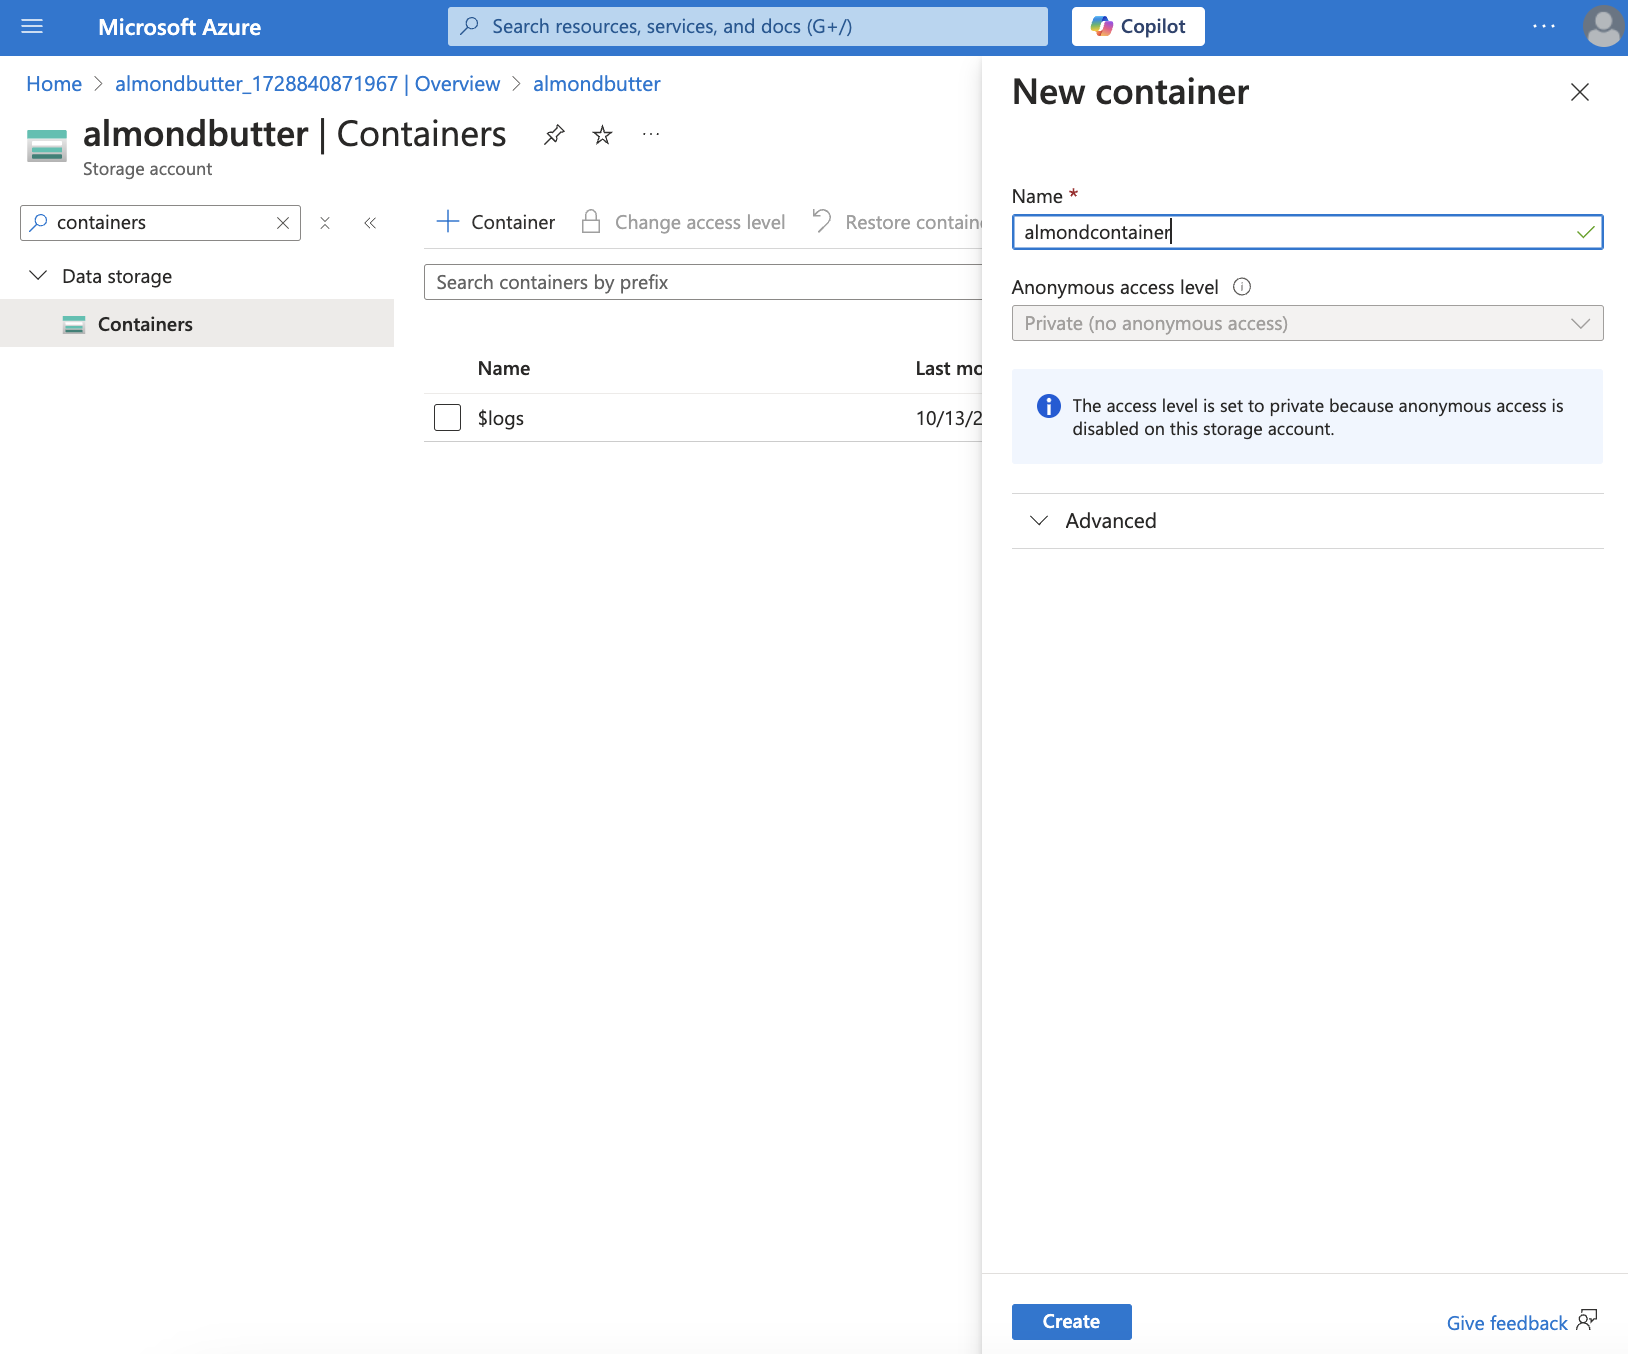 Microsoft Azure
Search resources, services, and docs (G+/)
Copilot
Home > almondbutter_1728840871967 | Overview > almondbutter
almondbutter | Containers
Storage account
containers
Data storage
Containers
Container
Change access level
Restore contain
Search containers by prefix
Name
Last mo
$logs
10/13/2
New container
Name *
almondcontainer
Anonymous access level
Private (no anonymous access)
The access level is set to private because anonymous access is
disabled on this storage account.
Advanced
Create
Give feedback